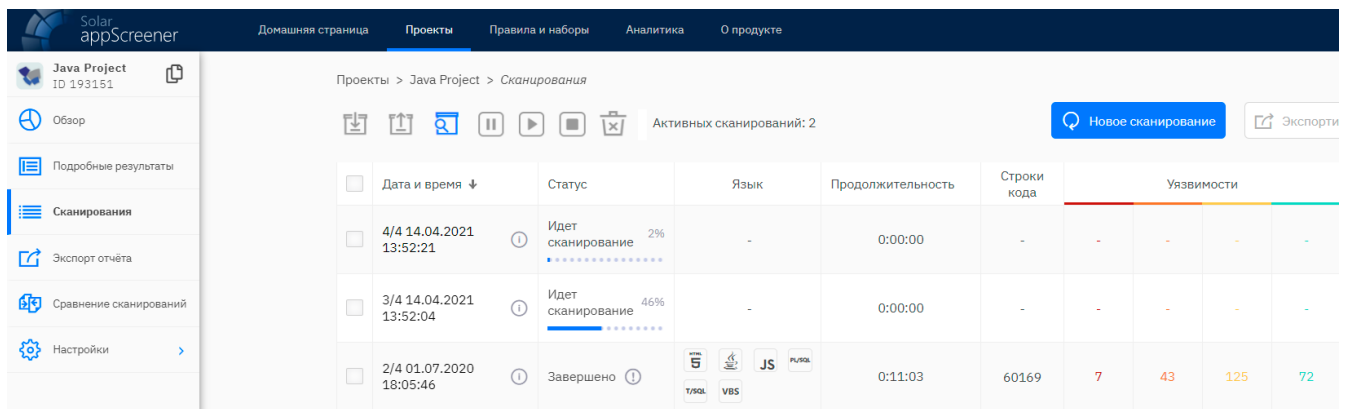 Solar
appScreener
Домашняя страница Проекты Правила и наборы Аналитика О продукте
Java Project
ID 193151
Обзор
Подробные результаты
Сканирования
Экспорт отчёта
Сравнение сканирований
Настройки
Проекты > Java Project > Сканирования
Активных сканирований: 2
Новое сканирование
Экспорти
Дата и время Статус Язык Продолжительность Строки кода Уязвимости
4/4 14.04.2021
13:52:21
Идет
сканирование 2%
- 0:00:00 - - - - -
3/4 14.04.2021
13:52:04
Идет
сканирование 46%
- 0:00:00 - - - - -
2/4 01.07.2020
18:05:46
Завершено
HTML 5 JS PL/SQL
T/SQL VBS
0:11:03 60169 7 43 125 72